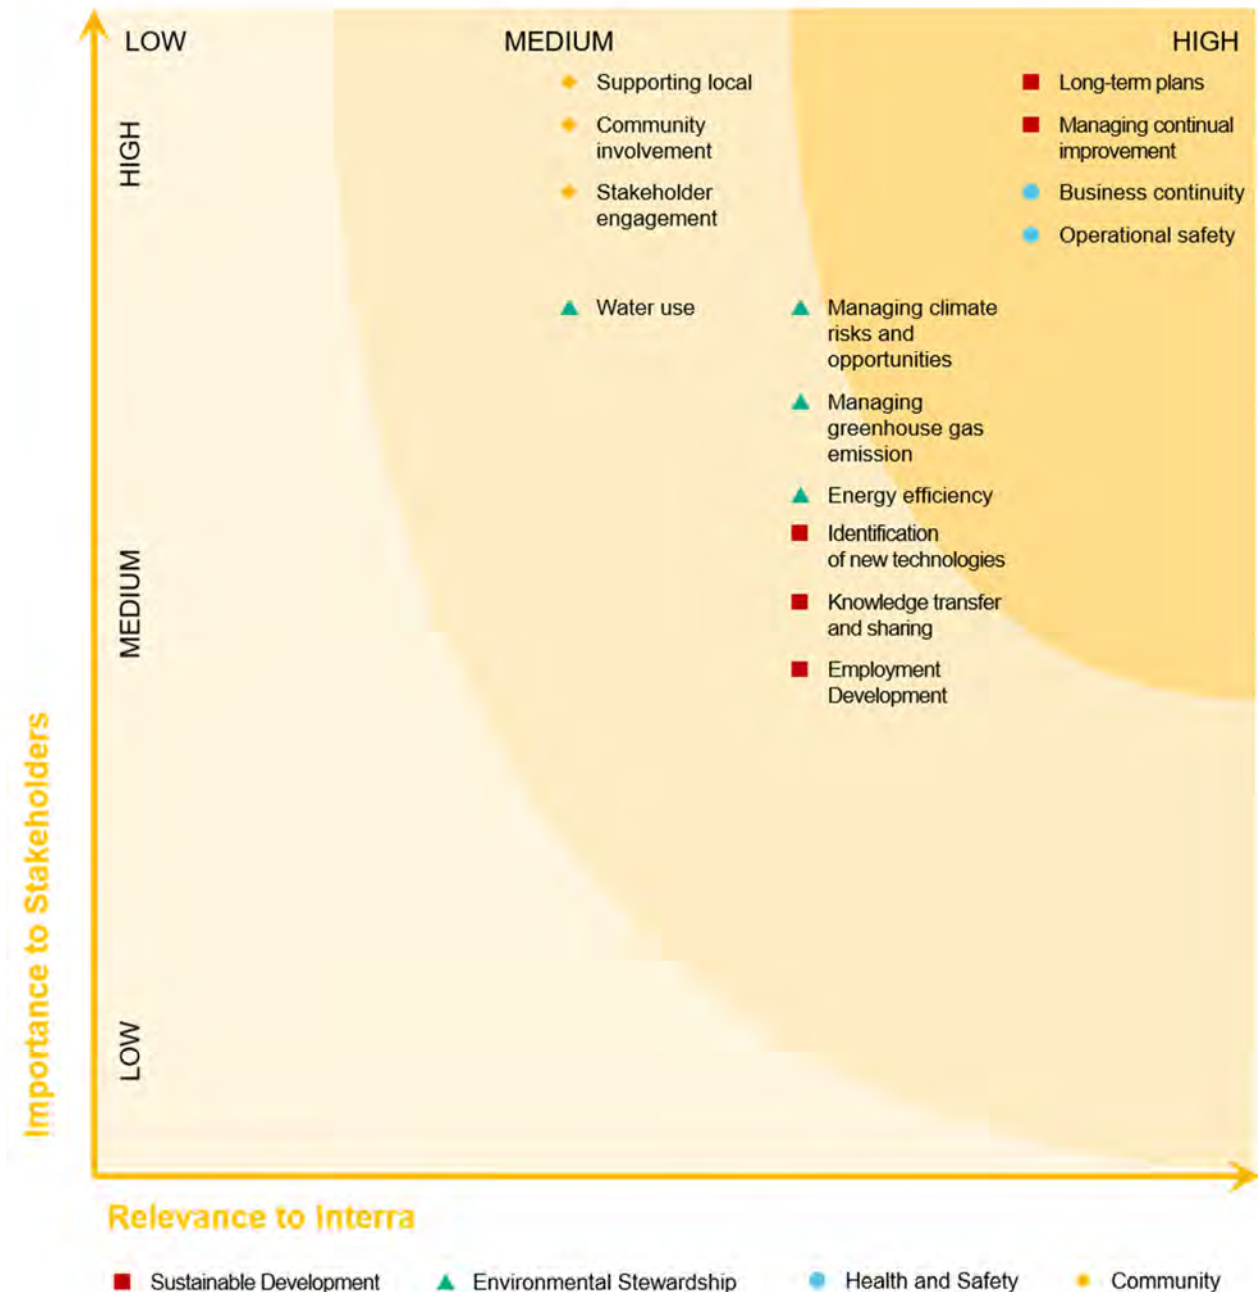 LOW
MEDIUM
HIGH
HIGH
MEDIUM
LOW
Importance to Stakeholders
Supporting local
Community
involvement
Stakeholder
engagement
Water use
Long-term plans
Managing continual
improvement
Business continuity
Operational safety
Managing climate
risks and
opportunities
Managing
greenhouse gas
emission
Energy efficiency
Identification
of new technologies
Knowledge transfer
and sharing
Employment
Development
Relevance to Interra
Sustainable Development
Environmental Stewardship
Health and Safety
Community